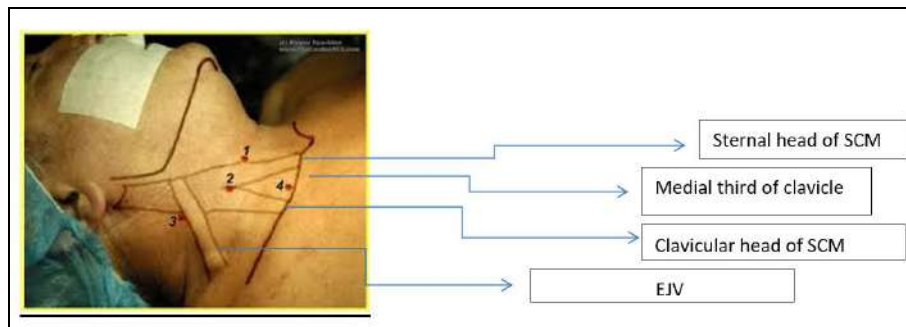 1
2
4
3
Sternal head of SCM
Medial third of clavicle
Clavicular head of SCM
EJV